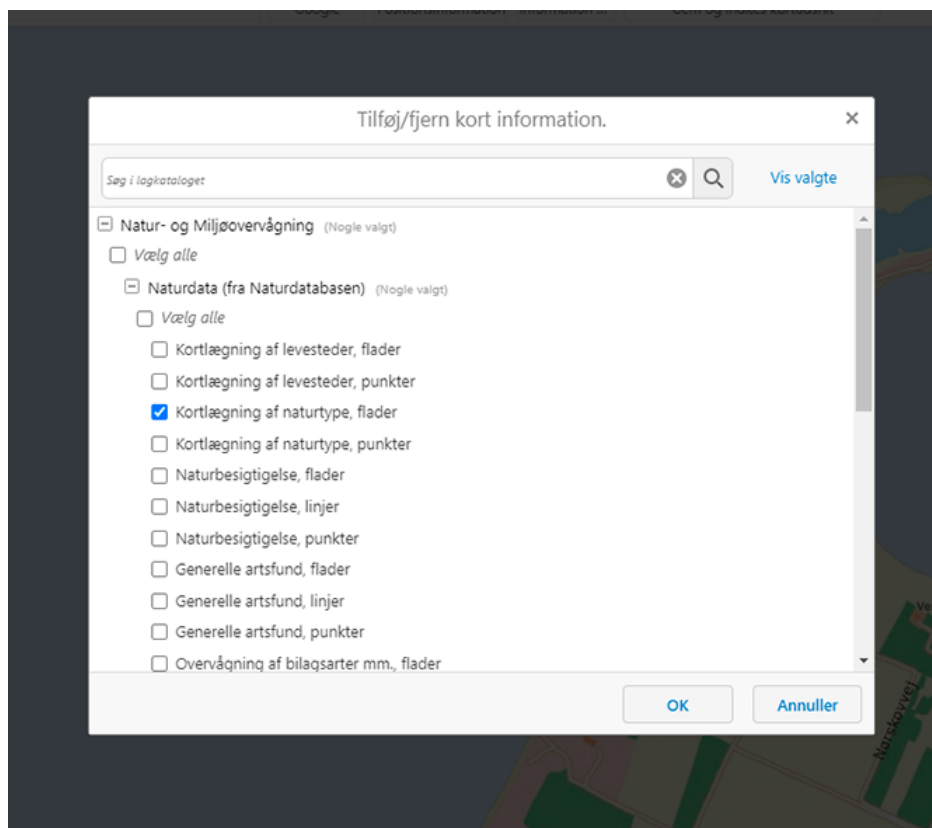 Google
Tilføj/fjern kort information.
Søg i lagkataloget
Vis valgte
Natur- og Miljøovervågning (Nogle valgt)
Vælg alle
Naturdata (fra Naturdatabasen) (Nogle valgt)
Vælg alle
Kortlægning af levesteder, flader
Kortlægning af levesteder, punkter
Kortlægning af naturtype, flader
Kortlægning af naturtype, punkter
Naturbesigtigelse, flader
Naturbesigtigelse, linjer
Naturbesigtigelse, punkter
Generelle artsfund, flader
Generelle artsfund, linjer
Generelle artsfund, punkter
Overvågning af bilagsarter mm., flader
OK
Annuller
Nørskovvej